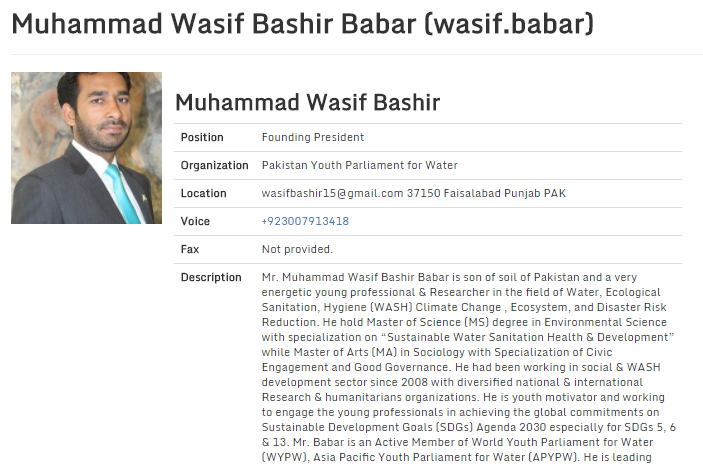 Muhammad Wasif Bashir Babar (wasif.babar)
Muhammad Wasif Bashir
Position Founding President
Organization Pakistan Youth Parliament for Water
Location wasifbashir15@gmail.com 37150 Faisalabad Punjab PAK
Voice +923007913418
Fax Not provided.
Description Mr. Muhammad Wasif Bashir Babar is son of soil of Pakistan and a very
energetic young professional & Researcher in the field of Water, Ecological
Sanitation, Hygiene (WASH) Climate Change , Ecosystem, and Disaster Risk
Reduction. He hold Master of Science (MS) degree in Environmental Science
with specialization on “Sustainable Water Sanitation Health & Development”
while Master of Arts (MA) in Sociology with Specialization of Civic
Engagement and Good Governance. He had been working in social & WASH
development sector since 2008 with diversified national & international
Research & humanitarians organizations. He is youth motivator and working
to engage the young professionals in achieving the global commitments on
Sustainable Development Goals (SDGs) Agenda 2030 especially for SDGs 5, 6
& 13. Mr. Babar is an Active Member of World Youth Parliament for Water
(WYPW), Asia Pacific Youth Parliament for Water (APYPW). He is leading